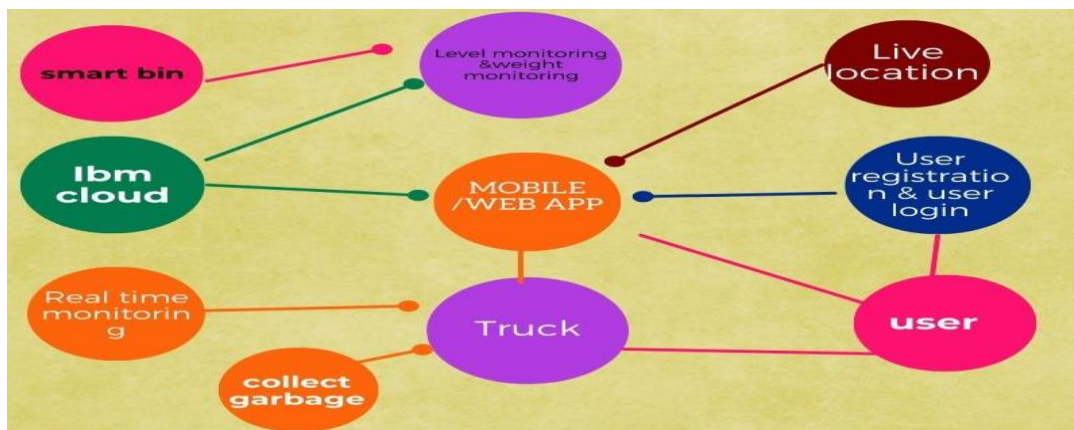 smart bin
Level monitoring
&weight
monitoring
Live
location
Ibm
cloud
MOBILE
/WEB APP
User
registratio
n & user
login
Real time
monitorin
g
Truck
user
collect
garbage